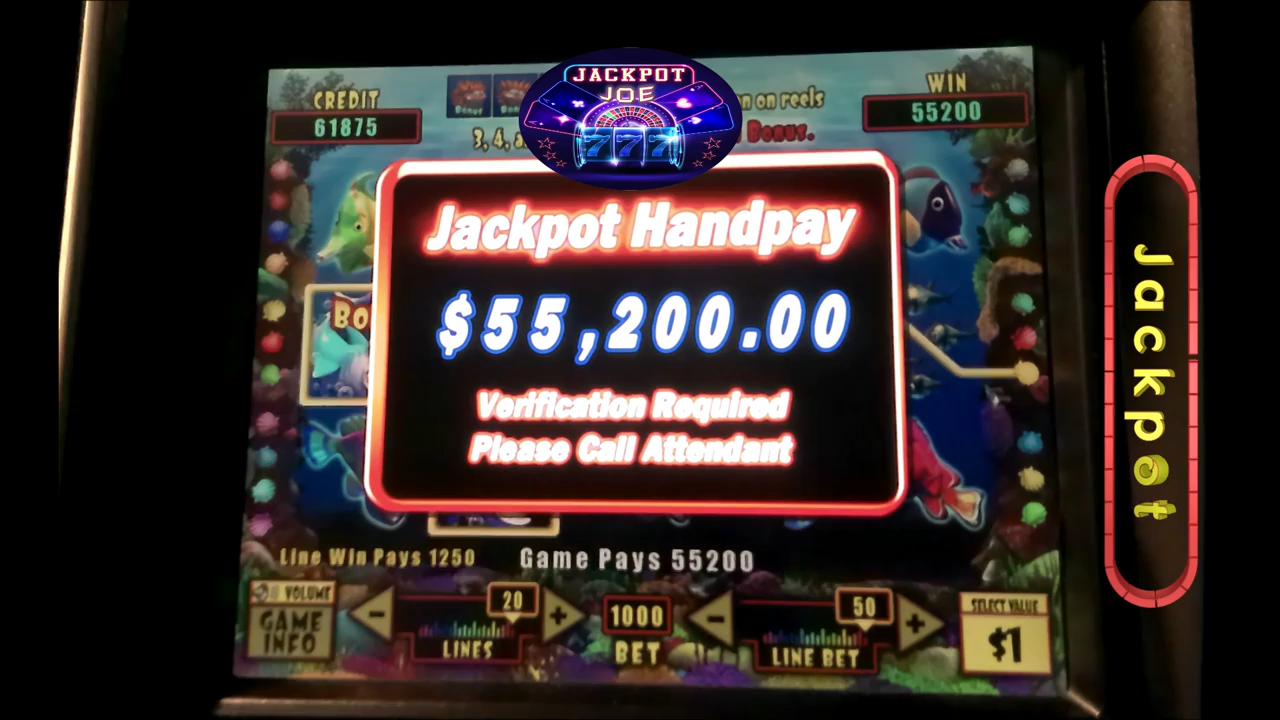 CREDIT
61875
Bonus
JACKPOT
JOE
777
n on reels
3, 4,
Bonus.
WIN
55200
Jackpot Handpay
$55,200.00
Verification Required
Please Call Attendant
Jackpot
BO
Line Win Pays 1250
Game Pays 55200
VOLUME
GAME
INFO
-
20
+
LINES
1000
BET
-
50
+
LINE BET
SELECT VALUE
$1